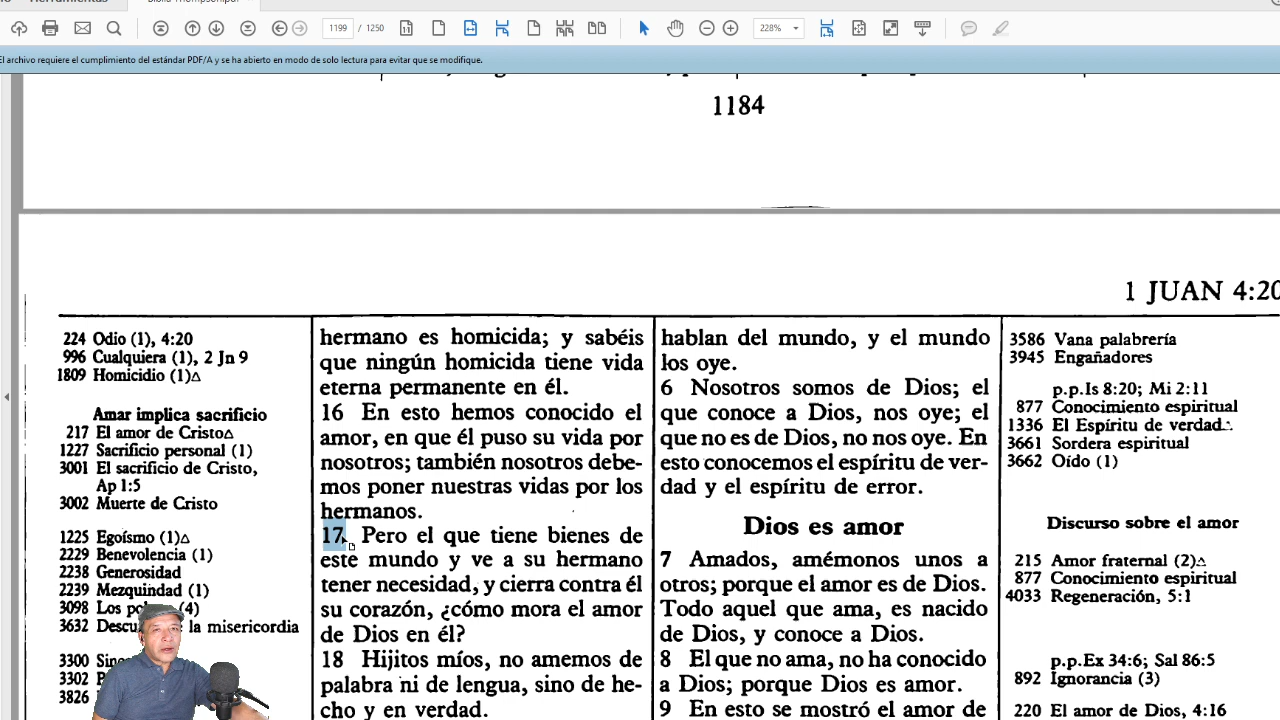 Herramientas
1199 / 1250
228%
El archivo requiere el cumplimiento del estándar PDF/A y se ha abierto en modo de solo lectura para evitar que se modifique.
1184
1 JUAN 4:20
224 Odio (1), 4:20
996 Cualquiera (1), 2 Jn 9
1809 Homicidio (1)△
Amar implica sacrificio
217 El amor de Cristo△
1227 Sacrificio personal (1)
3001 El sacrificio de Cristo,
Ap 1:5
3002 Muerte de Cristo
1225 Egoísmo (1)△
2229 Benevolencia (1)
2238 Generosidad
2239 Mezquindad (1)
3098 Los (4)
3632 la misericordia
3300
3302
3826
hermano es homicida; y sabéis
que ningún homicida tiene vida
eterna permanente en él.
16 En esto hemos conocido el
amor, en que él puso su vida por
nosotros; también nosotros debe-
mos poner nuestras vidas por los
hermanos.
17 Pero el que tiene bienes de
este mundo y ve a su hermano
tener necesidad, y cierra contra él
su corazón, ¿cómo mora el amor
de Dios en él?
18 Hijitos míos, no amemos de
palabra ni de lengua, sino de he-
cho y en verdad.
hablan del mundo, y el mundo
los oye.
6 Nosotros somos de Dios; el
que conoce a Dios, nos oye; el
que no es de Dios, no nos oye. En
esto conocemos el espíritu de ver-
dad y el espíritu de error.
Dios es amor
7 Amados, amémonos unos a
otros; porque el amor es de Dios.
Todo aquel que ama, es nacido
de Dios, y conoce a Dios.
8 El que no ama, no ha conocido
a Dios; porque Dios es amor.
9 En esto se mostró el amor de
3586 Vana palabrería
3945 Engañadores
p.p.Is 8:20; Mi 2:11
877 Conocimiento espiritual
1336 El Espíritu de verdad△
3661 Sordera espiritual
3662 Oído (1)
Discurso sobre el amor
215 Amor fraternal (2)△
877 Conocimiento espiritual
4033 Regeneración, 5:1
p.p.Ex 34:6; Sal 86:5
892 Ignorancia (3)
220 El amor de Dios, 4:16